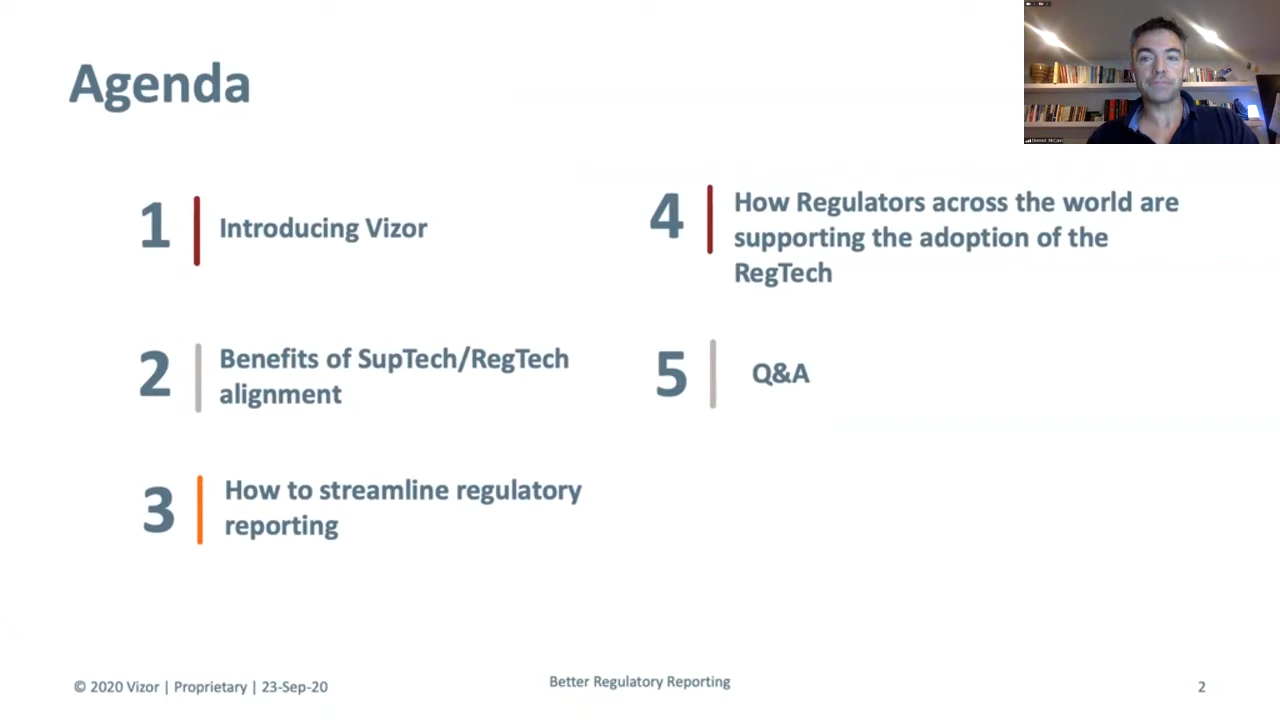 Agenda
1
Introducing Vizor
2
Benefits of SupTech/RegTech
alignment
3
How to streamline regulatory
reporting
4
How Regulators across the world are
supporting the adoption of the
RegTech
5
Q&A
Dermot McCann
© 2020 Vizor | Proprietary | 23-Sep-20
Better Regulatory Reporting
2